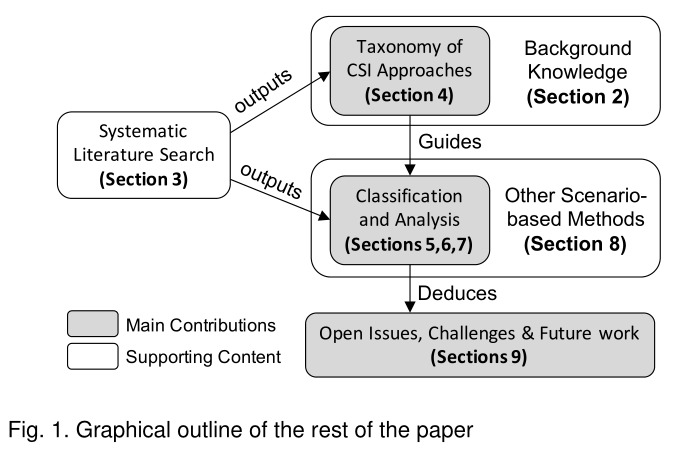 Taxonomy of
CSI Approaches
(Section 4)
Background
Knowledge
(Section 2)
outputs
Systematic
Literature Search
(Section 3)
Guides
outputs
Classification
and Analysis
(Sections 5,6,7)
Other Scenario-
based Methods
(Section 8)
Deduces
Main Contributions
Supporting Content
Open Issues, Challenges & Future work
(Sections 9)
Fig. 1. Graphical outline of the rest of the paper